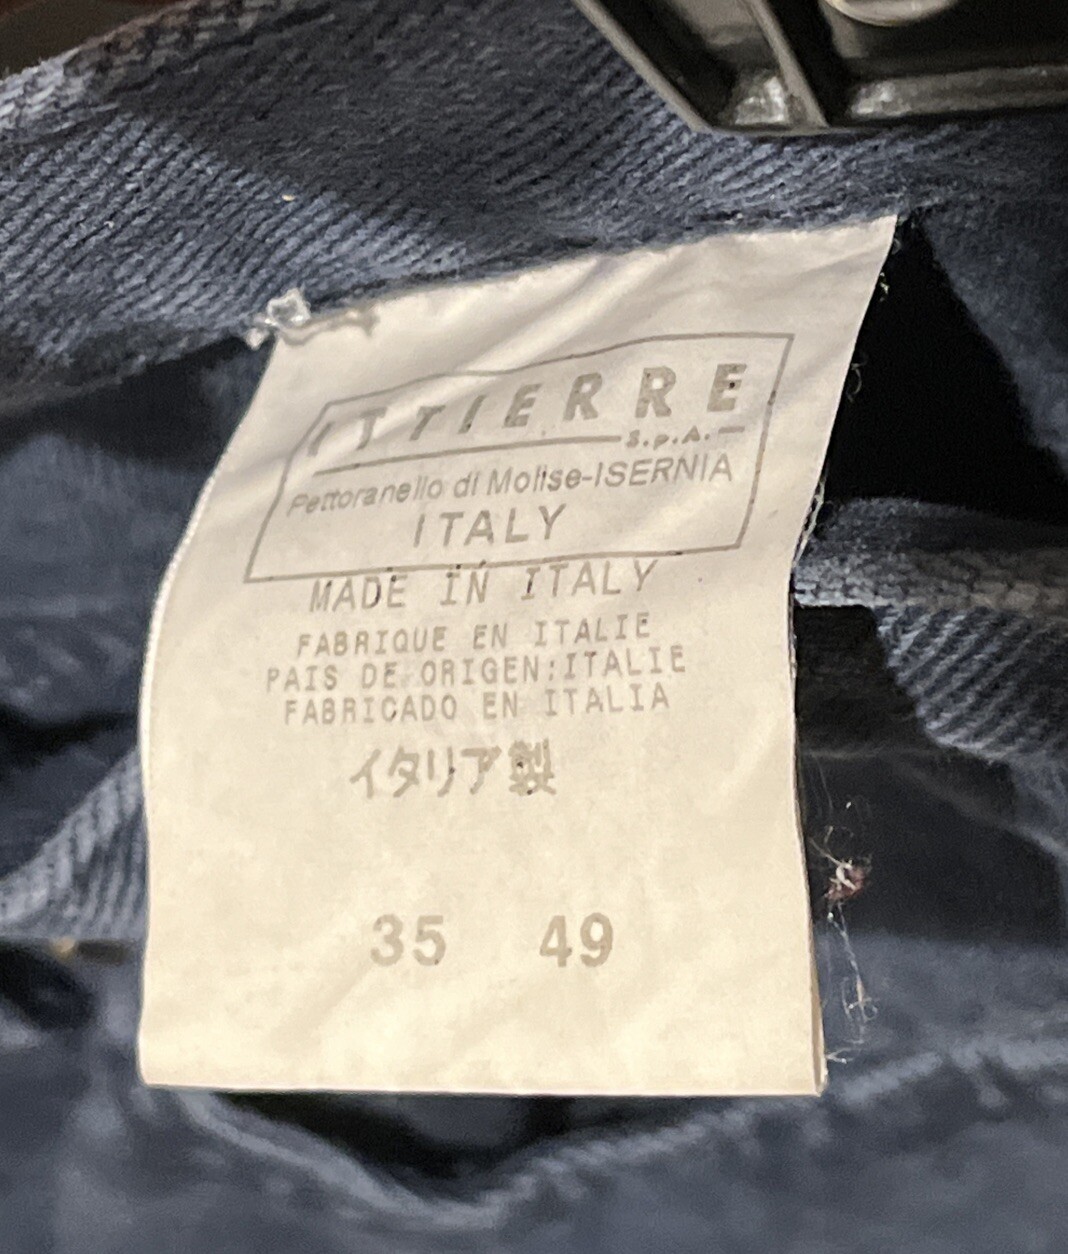 ITTIERRE
S.p.A.
Pettoranello di Molise-ISERNIA
ITALY
MADE IN ITALY
FABRIQUE EN ITALIE
PAIS DE ORIGEN:ITALIE
FABRICADO EN ITALIA
イタリア製
35 49